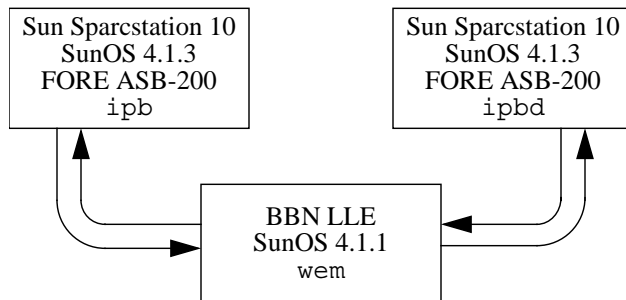 Sun Sparcstation 10
SunOS 4.1.3
FORE ASB-200
ipb
Sun Sparcstation 10
SunOS 4.1.3
FORE ASB-200
ipbd
BBN LLE
SunOS 4.1.1
wem